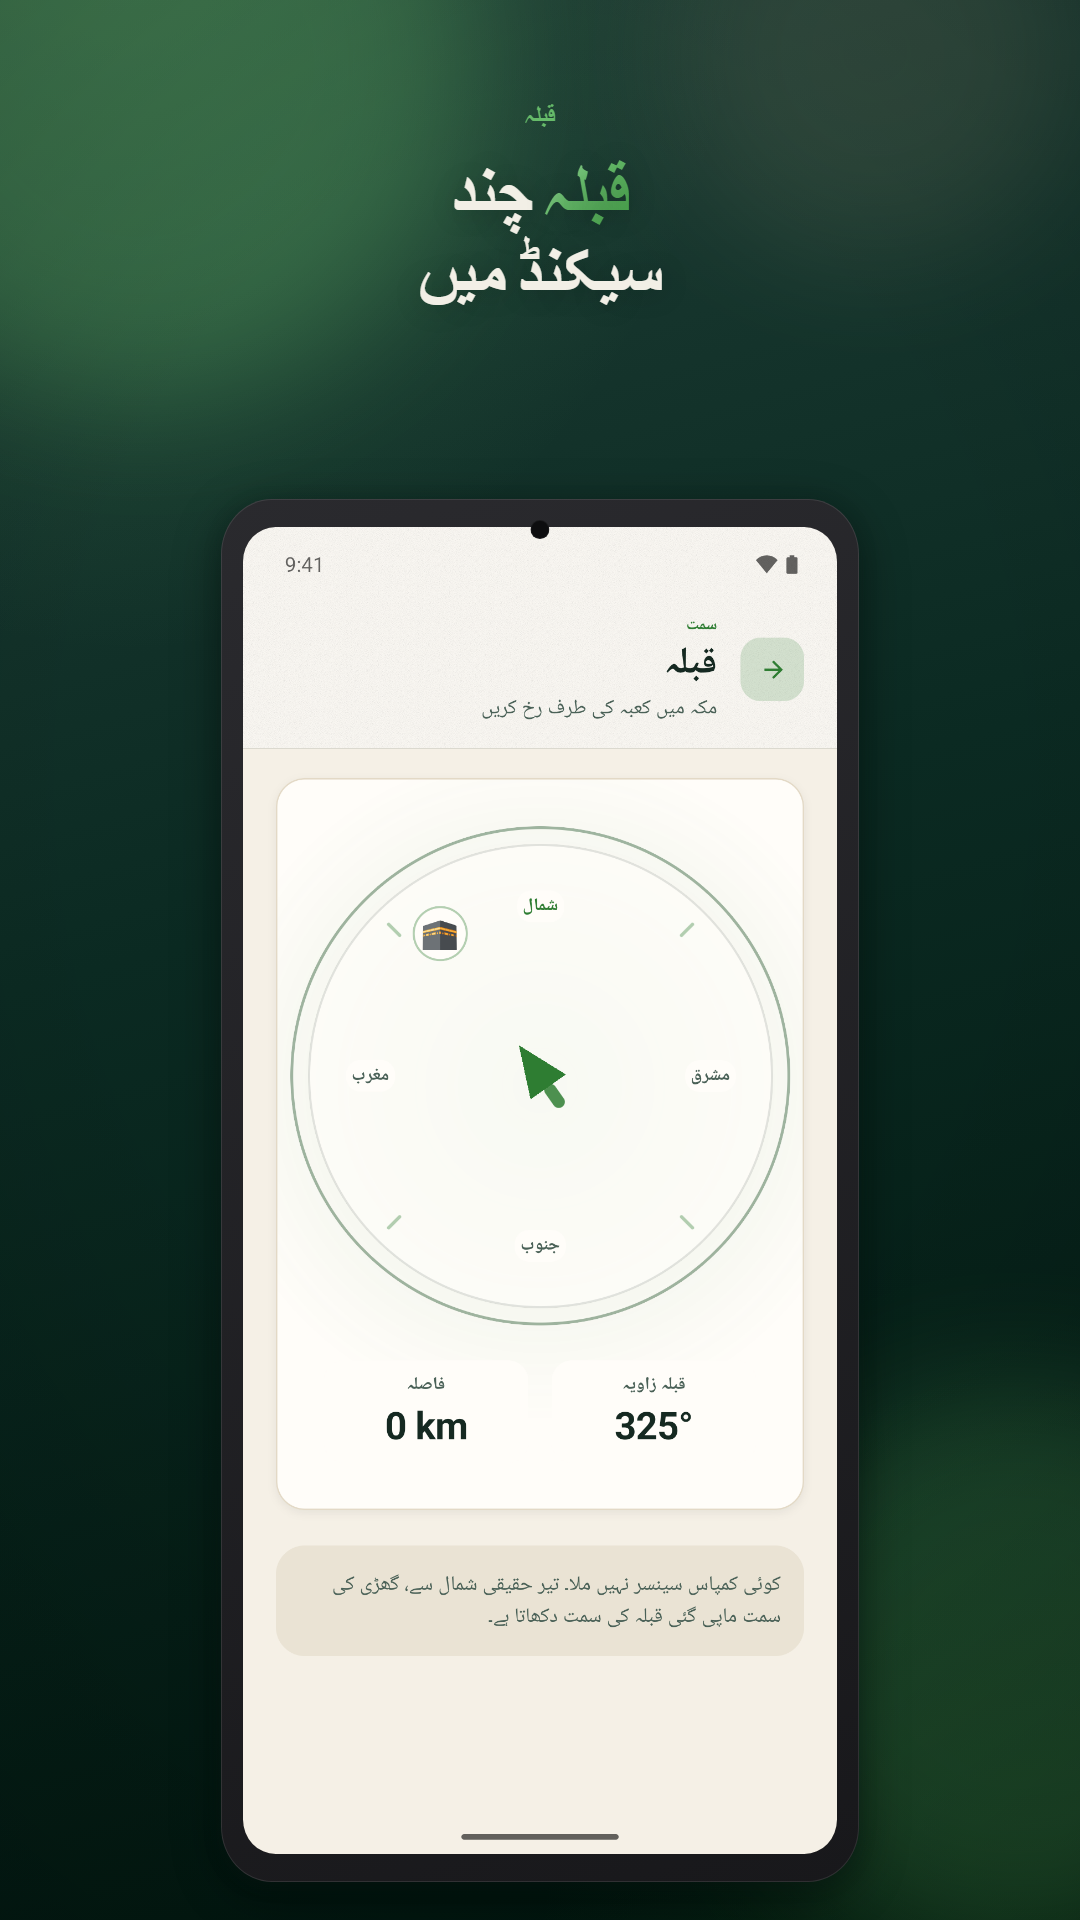 قبلہ
قبلہ چند
سیکنڈ میں
9:41
سمت
قبلہ
مکہ میں کعبہ کی طرف رخ کریں
شمال
مغرب
مشرق
جنوب
قبلہ زاویہ
325°
فاصلہ
0 km
کوئی کمپاس سینسر نہیں ملا۔ تیر حقیقی شمال سے، گھڑی کی
سمت ماپی گئی قبلہ کی سمت دکھاتا ہے۔